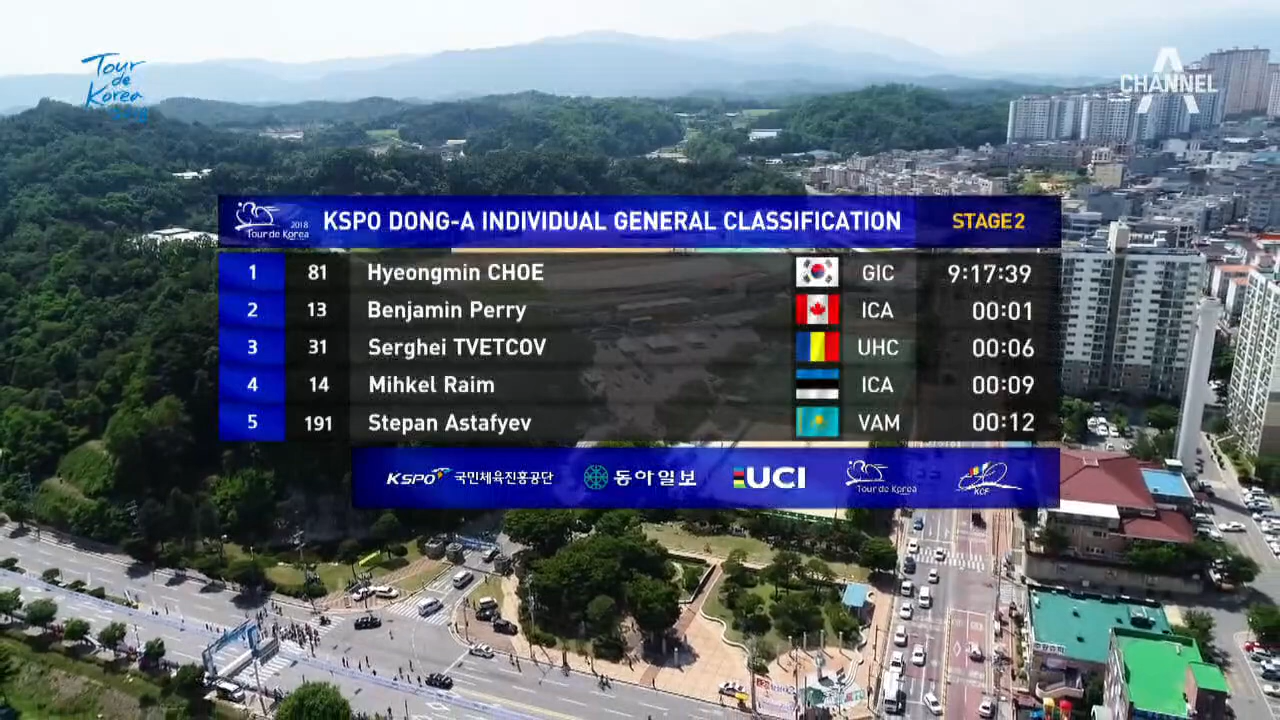 Tour
de
Korea
CHANNEL A
2018
Tour de Korea
KSPO DONG-A INDIVIDUAL GENERAL CLASSIFICATION STAGE2
1 81 Hyeongmin CHOE GIC 9:17:39
2 13 Benjamin Perry ICA 00:01
3 31 Serghei TVETCOV UHC 00:06
4 14 Mihkel Raim ICA 00:09
5 191 Stepan Astafyev VAM 00:12
KSPO 국민체육진흥공단 동아일보 UCI Tour de Korea KCF